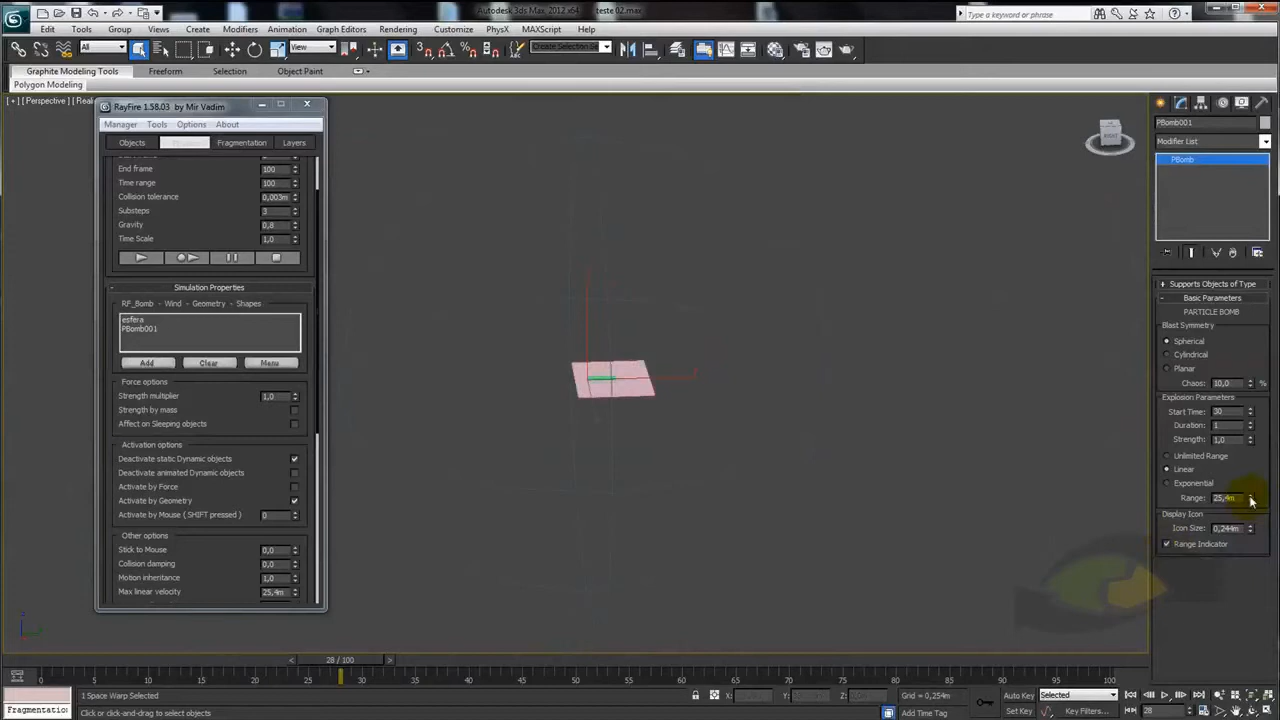 Autodesk 3ds Max 2012 x64 teste 02.max
Type a keyword or phrase
Edit Tools Group Views Create Modifiers Animation Graph Editors Rendering Customize PhysX MAXScript Help
All View Create Selection Se
Graphite Modeling Tools Freeform Selection Object Paint
Polygon Modeling
[ + ] [ Perspective ]
RayFire 1.58.03 by Mir Vadim
Manager Tools Options About
Objects Fragmentation Layers
End frame 100
Time range 100
Collision tolerance 0,003m
Substeps 3
Gravity 0,8
Time Scale 1,0
Simulation Properties
RF_Bomb - Wind - Geometry - Shapes
esfera
PBomb001
Add Clear Menu
Force options
Strength multiplier 1,0
Strength by mass
Affect on Sleeping objects
Activation options
Deactivate static Dynamic objects
Deactivate animated Dynamic objects
Activate by Force
Activate by Geometry
Activate by Mouse ( SHIFT pressed ) 0
Other options
Stick to Mouse 0,0
Collision damping 0,0
Motion inheritance 1,0
Max linear velocity 25,4m
PBomb001
Modifier List
PBomb
+ Supports Objects of Type
- Basic Parameters
PARTICLE BOMB
Blast Symmetry
Spherical
Cylindrical
Planar
Chaos: 10,0 %
Explosion Parameters
Start Time: 30
Duration: 1
Strength: 1,0
Unlimited Range
Linear
Exponential
Range: 25,4m
Display Icon
Icon Size: 0,244m
Range Indicator
< 28 / 100 >
0 5 10 15 20 25 30 35 40 45 50 55 60 65 70 75 80 85 90 95 100
1 Space Warp Selected X: Y: Z: Grid = 0,254m Auto Key Selected
Fragmentation Click or click-and-drag to select objects Add Time Tag Set Key Key Filters... 28